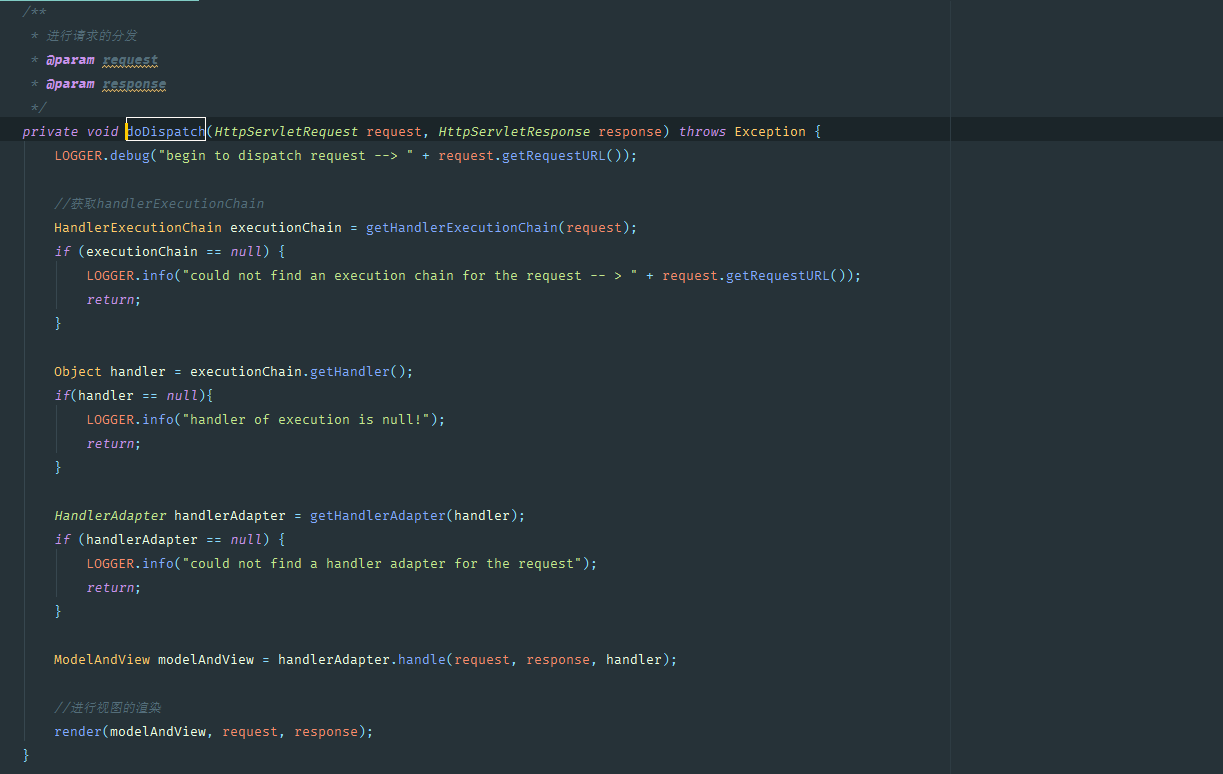 /**
 * 进行请求的分发
 * @param request
 * @param response
 */
private void doDispatch(HttpServletRequest request, HttpServletResponse response) throws Exception {
    LOGGER.debug("begin to dispatch request --> " + request.getRequestURL());
    //获取handlerExecutionChain
    HandlerExecutionChain executionChain = getHandlerExecutionChain(request);
    if (executionChain == null) {
        LOGGER.info("could not find an execution chain for the request -- > " + request.getRequestURL());
        return;
    }
    Object handler = executionChain.getHandler();
    if(handler == null){
        LOGGER.info("handler of execution is null!");
        return;
    }
    HandlerAdapter handlerAdapter = getHandlerAdapter(handler);
    if (handlerAdapter == null) {
        LOGGER.info("could not find a handler adapter for the request");
        return;
    }
    ModelAndView modelAndView = handlerAdapter.handle(request, response, handler);
    //进行视图的渲染
    render(modelAndView, request, response);
}